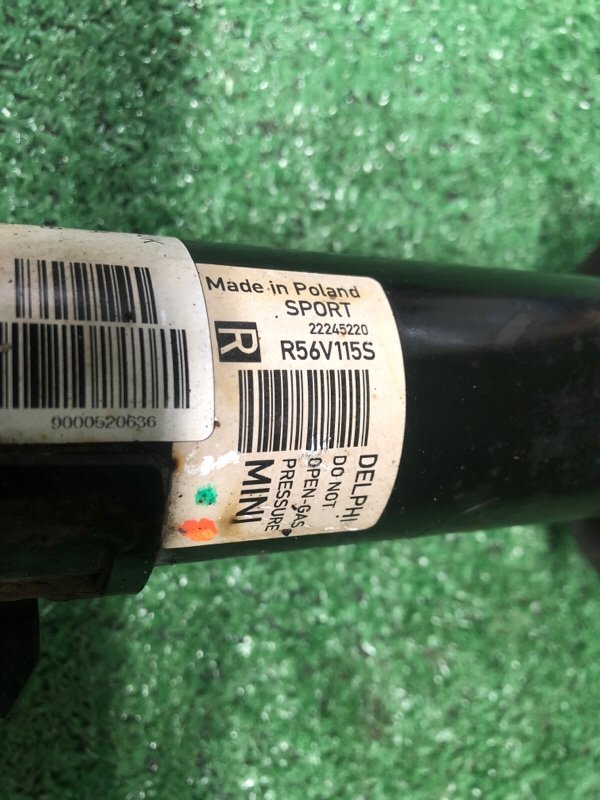 Made in Poland
SPORT
22245220
R R56V115S
DELPHI
DO NOT
OPEN-GAS
PRESSURE
MINI
9000520636